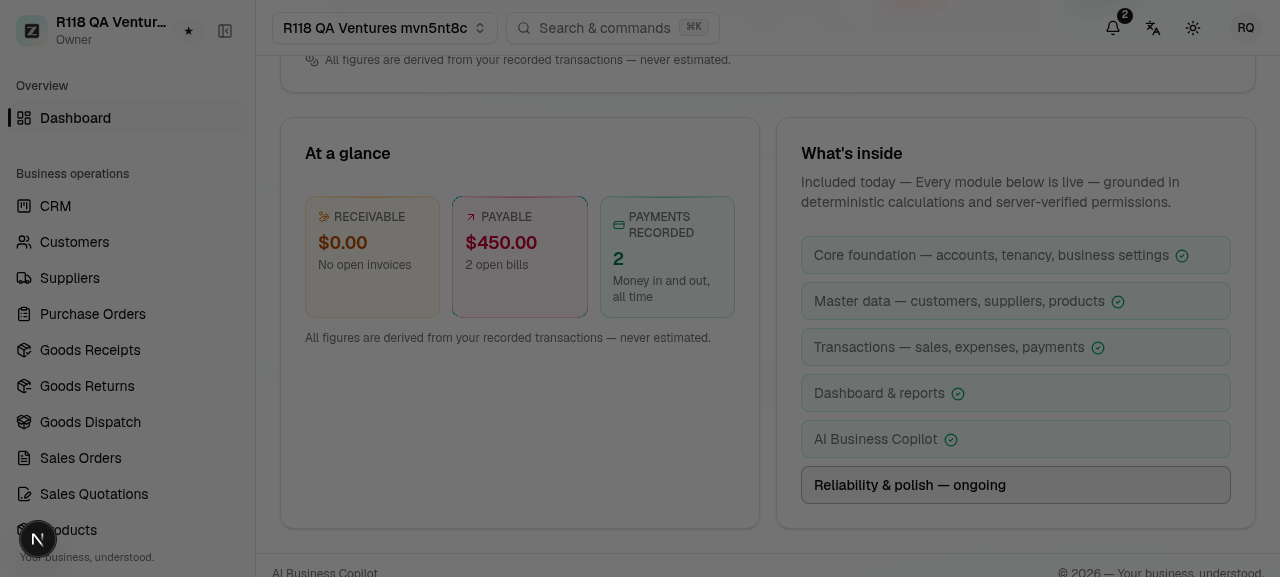 R118 QA Ventur...
Owner
★
R118 QA Ventures mvn5nt8c
Search & commands
⌘K
2
RQ
Overview
Dashboard
Business operations
CRM
Customers
Suppliers
Purchase Orders
Goods Receipts
Goods Returns
Goods Dispatch
Sales Orders
Sales Quotations
oducts
N
Your business, understood.
All figures are derived from your recorded transactions — never estimated.
At a glance
RECEIVABLE
$0.00
No open invoices
PAYABLE
$450.00
2 open bills
PAYMENTS
RECORDED
2
Money in and out,
all time
All figures are derived from your recorded transactions — never estimated.
What's inside
Included today — Every module below is live — grounded in
deterministic calculations and server-verified permissions.
Core foundation — accounts, tenancy, business settings
Master data — customers, suppliers, products
Transactions — sales, expenses, payments
Dashboard & reports
AI Business Copilot
Reliability & polish — ongoing
AI Business Copilot
© 2026 — Your business, understood.